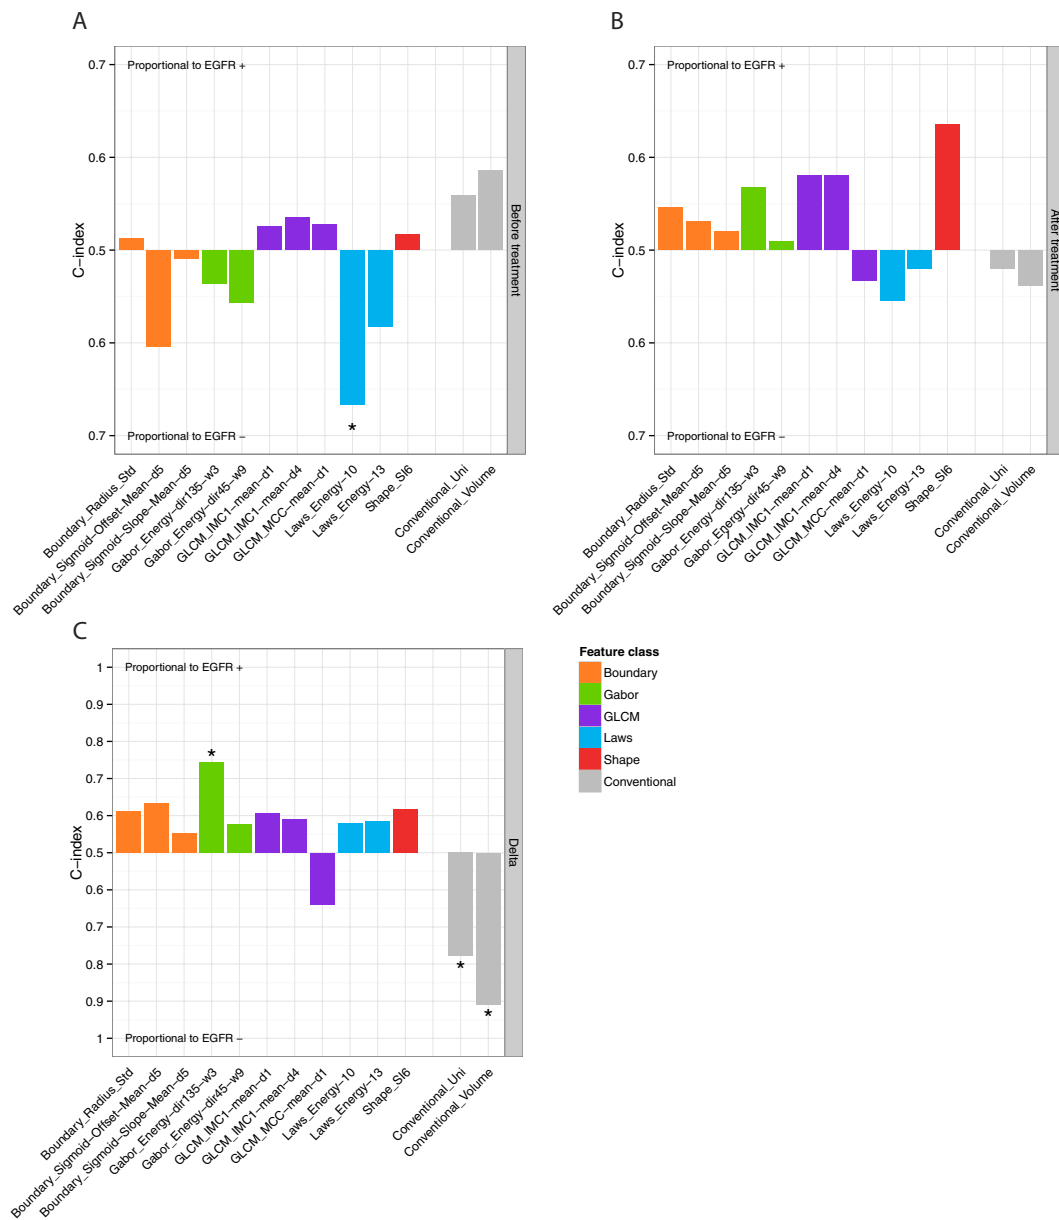 A
0.7
Proportional to EGFR +
0.6
0.5
0.6
0.7
Proportional to EGFR −
*
C−index
Before treatment
Boundary_Radius_Std
Boundary_Sigmoid−Offset−Mean−d5
Boundary_Sigmoid−Slope−Mean−d5
Gabor_Energy−dir135−w3
Gabor_Energy−dir45−w9
GLCM_IMC1−mean−d1
GLCM_IMC1−mean−d4
GLCM_MCC−mean−d1
Laws_Energy−10
Laws_Energy−13
Shape_SI6
Conventional_Uni
Conventional_Volume
B
0.7
Proportional to EGFR +
0.6
0.5
0.6
0.7
Proportional to EGFR −
C−index
After treatment
Boundary_Radius_Std
Boundary_Sigmoid−Offset−Mean−d5
Boundary_Sigmoid−Slope−Mean−d5
Gabor_Energy−dir135−w3
Gabor_Energy−dir45−w9
GLCM_IMC1−mean−d1
GLCM_IMC1−mean−d4
GLCM_MCC−mean−d1
Laws_Energy−10
Laws_Energy−13
Shape_SI6
Conventional_Uni
Conventional_Volume
C
1
Proportional to EGFR +
0.9
0.8
*
0.7
0.6
0.5
0.6
0.7
0.8
*
0.9
*
1
Proportional to EGFR −
C−index
Delta
Boundary_Radius_Std
Boundary_Sigmoid−Offset−Mean−d5
Boundary_Sigmoid−Slope−Mean−d5
Gabor_Energy−dir135−w3
Gabor_Energy−dir45−w9
GLCM_IMC1−mean−d1
GLCM_IMC1−mean−d4
GLCM_MCC−mean−d1
Laws_Energy−10
Laws_Energy−13
Shape_SI6
Conventional_Uni
Conventional_Volume
Feature class
Boundary
Gabor
GLCM
Laws
Shape
Conventional